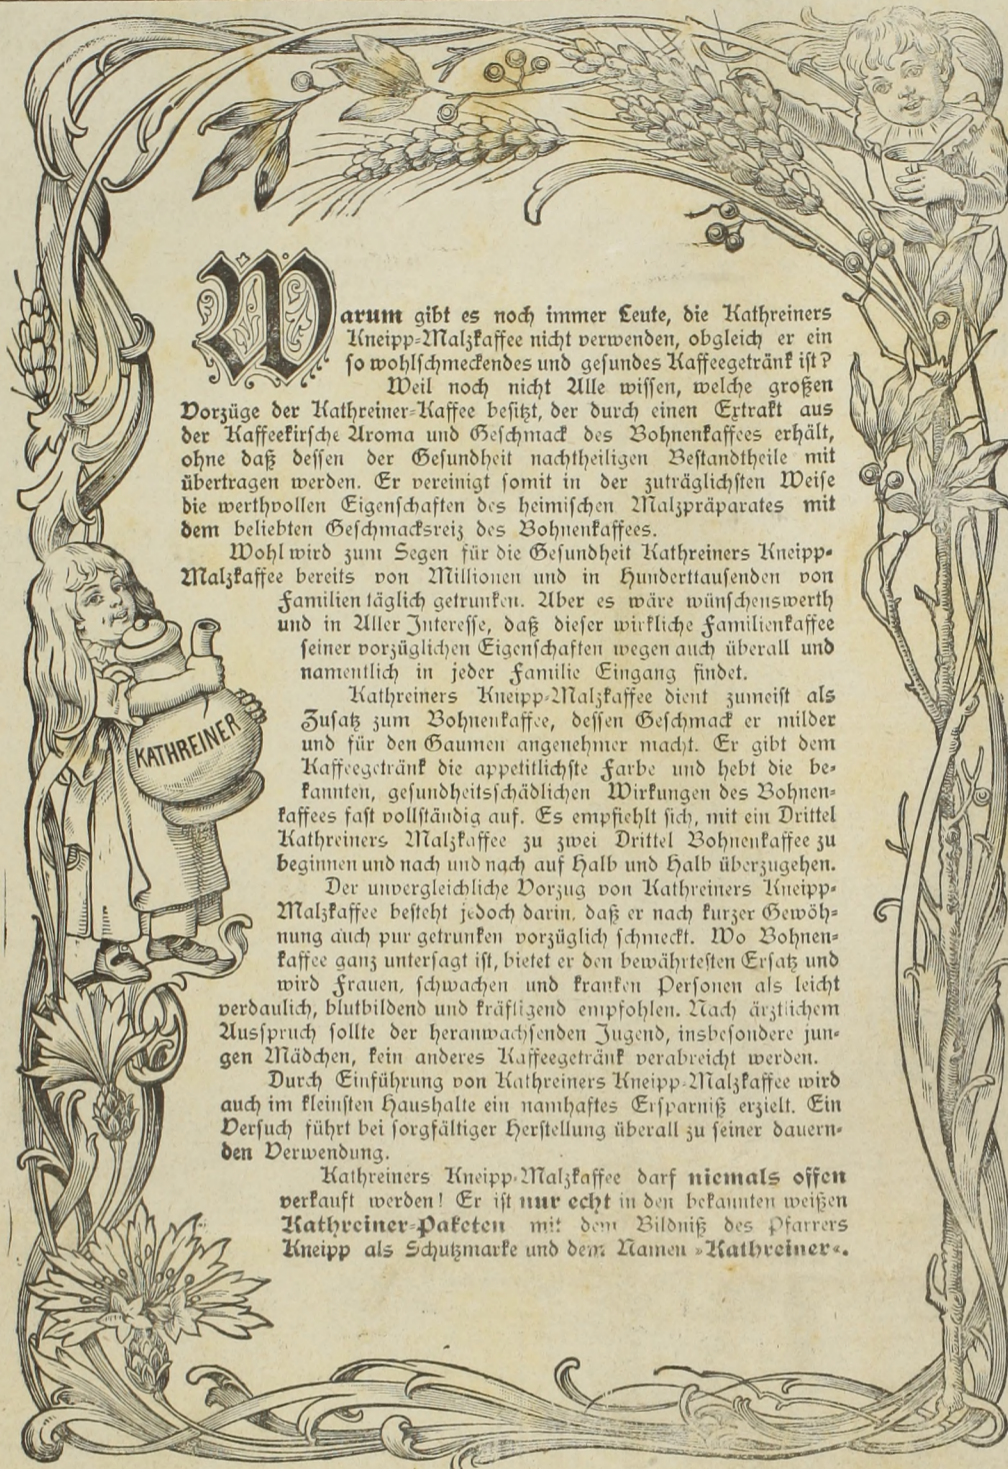 Warum gibt es noch immer Leute, die Kathreiners
Kneipp-Malzkaffee nicht verwenden, obgleich er ein
so wohlschmeckendes und gesundes Kaffeegetränk ist?
Weil noch nicht Alle wissen, welche großen
Vorzüge der Kathreiner-Kaffee besitzt, der durch einen Extrakt aus
der Kaffeekirsche Aroma und Geschmack des Bohnenkaffees erhält,
ohne daß dessen der Gesundheit nachtheiligen Bestandtheile mit
übertragen werden. Er vereinigt somit in der zuträglichsten Weise
die werthvollen Eigenschaften des heimischen Malzpräparates mit
dem beliebten Geschmacksreiz des Bohnenkaffees.
Wohl wird zum Segen für die Gesundheit Kathreiners Kneipp-
Malzkaffee bereits von Millionen und in Hunderttausenden von
Familien täglich getrunken. Aber es wäre wünschenswerth
und in Aller Interesse, daß dieser wirkliche Familienkaffee
seiner vorzüglichen Eigenschaften wegen auch überall und
namentlich in jeder Familie Eingang findet.
Kathreiners Kneipp-Malzkaffee dient zumeist als
Zusatz zum Bohnenkaffee, dessen Geschmack er milder
und für den Gaumen angenehmer macht. Er gibt dem
Kaffeegetränk die appetitlichste Farbe und hebt die be-
kannten, gesundheitsschädlichen Wirkungen des Bohnen-
kaffees fast vollständig auf. Es empfiehlt sich, mit ein Drittel
Kathreiners Malzkaffee zu zwei Drittel Bohnenkaffee zu
beginnen und nach und nach auf Halb und Halb überzugehen.
Der unvergleichliche Vorzug von Kathreiners Kneipp-
Malzkaffee besteht jedoch darin, daß er nach kurzer Gewöh-
nung auch pur getrunken vorzüglich schmeckt. Wo Bohnen-
kaffee ganz untersagt ist, bietet er den bewährtesten Ersatz und
wird Frauen, schwachen und kranken Personen als leicht
verdaulich, blutbildend und kräftigend empfohlen. Nach ärztlichem
Ausspruch sollte der heranwachsenden Jugend, insbesondere jun-
gen Mädchen, kein anderes Kaffeegetränk verabreicht werden.
Durch Einführung von Kathreiners Kneipp-Malzkaffee wird
auch im kleinsten Haushalte ein namhaftes Ersparniß erzielt. Ein
Versuch führt bei sorgfältiger Herstellung überall zu seiner dauern-
den Verwendung.
Kathreiners Kneipp-Malzkaffee darf niemals offen
verkauft werden! Er ist nur echt in den bekannten weißen
Kathreiner-Paketen mit dem Bildniß des Pfarrers
Kneipp als Schutzmarke und dem Namen »Kathreiner«.
KATHREINER